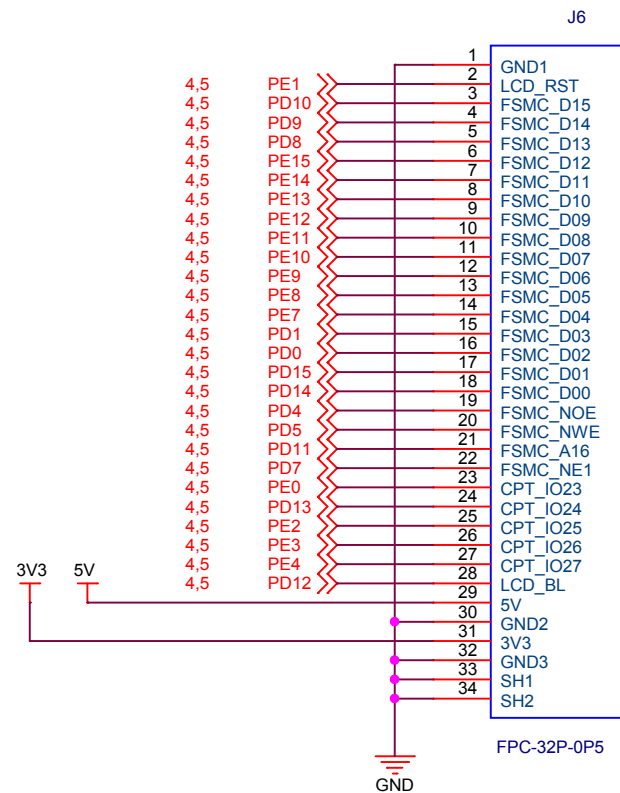 J6
1 GND1
4,5 PE1 2 LCD_RST
4,5 PD10 3 FSMC_D15
4,5 PD9 4 FSMC_D14
4,5 PD8 5 FSMC_D13
4,5 PE15 6 FSMC_D12
4,5 PE14 7 FSMC_D11
4,5 PE13 8 FSMC_D10
4,5 PE12 9 FSMC_D09
4,5 PE11 10 FSMC_D08
4,5 PE10 11 FSMC_D07
4,5 PE9 12 FSMC_D06
4,5 PE8 13 FSMC_D05
4,5 PE7 14 FSMC_D04
4,5 PD1 15 FSMC_D03
4,5 PD0 16 FSMC_D02
4,5 PD15 17 FSMC_D01
4,5 PD14 18 FSMC_D00
4,5 PD4 19 FSMC_NOE
4,5 PD5 20 FSMC_NWE
4,5 PD11 21 FSMC_A16
4,5 PD7 22 FSMC_NE1
4,5 PE0 23 CPT_IO23
4,5 PD13 24 CPT_IO24
4,5 PE2 25 CPT_IO25
4,5 PE3 26 CPT_IO26
4,5 PE4 27 CPT_IO27
3V3 5V 4,5 PD12 28 LCD_BL
29 5V
30 GND2
31 3V3
32 GND3
33 SH1
34 SH2
FPC-32P-0P5
GND